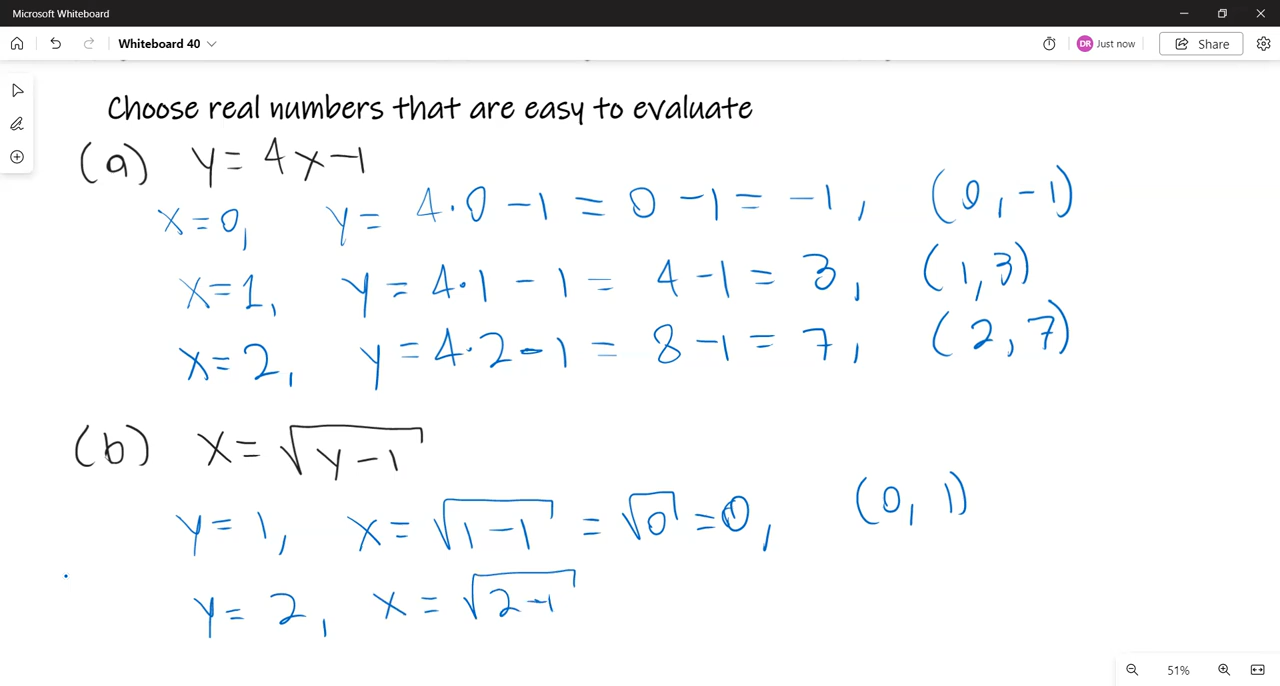 Microsoft Whiteboard
Whiteboard 40
DR Just now
Share
Choose real numbers that are easy to evaluate
(a) y = 4x-1
x=0, y = 4·0 -1 = 0 -1 = -1, (0,-1)
x=1, y = 4·1 - 1 = 4 -1 = 3, (1,3)
x=2, y = 4·2 -1 = 8 -1 = 7, (2,7)
(b) x = √(y-1)
y = 1, x = √(1-1) = √0 = 0, (0, 1)
y = 2, x = √(2-1)
51%